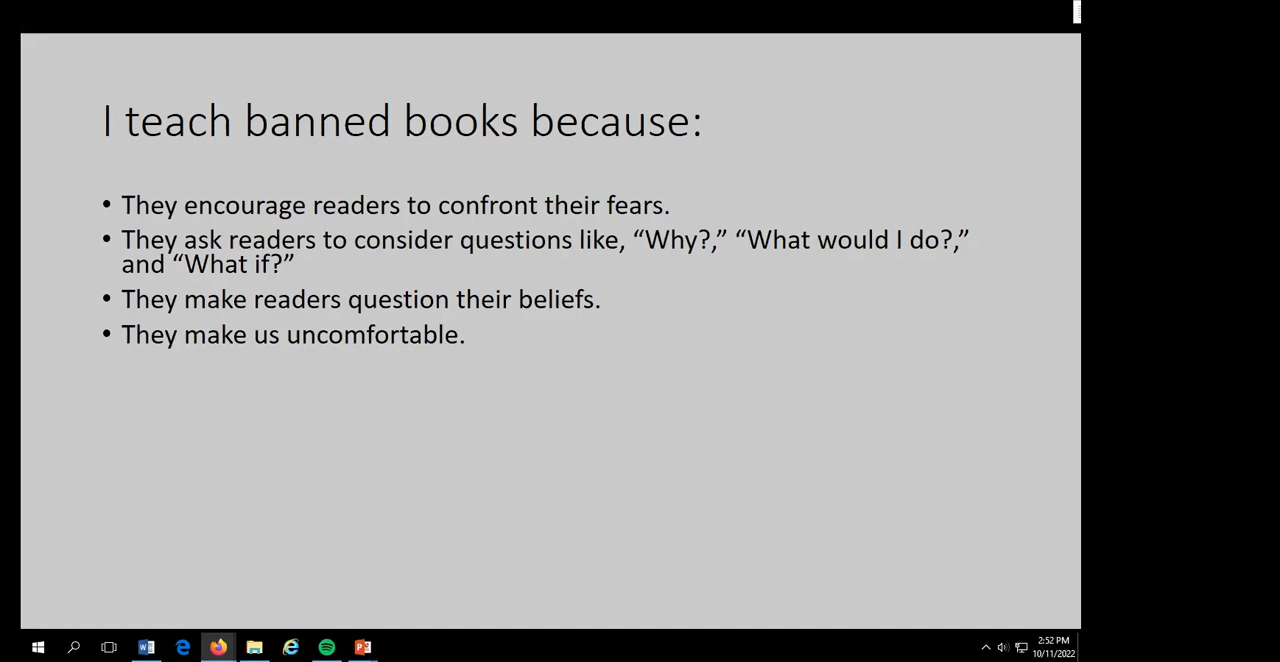 I teach banned books because:
• They encourage readers to confront their fears.
• They ask readers to consider questions like, “Why?,” “What would I do?,”
and “What if?”
• They make readers question their beliefs.
• They make us uncomfortable.
2:52 PM
10/11/2022